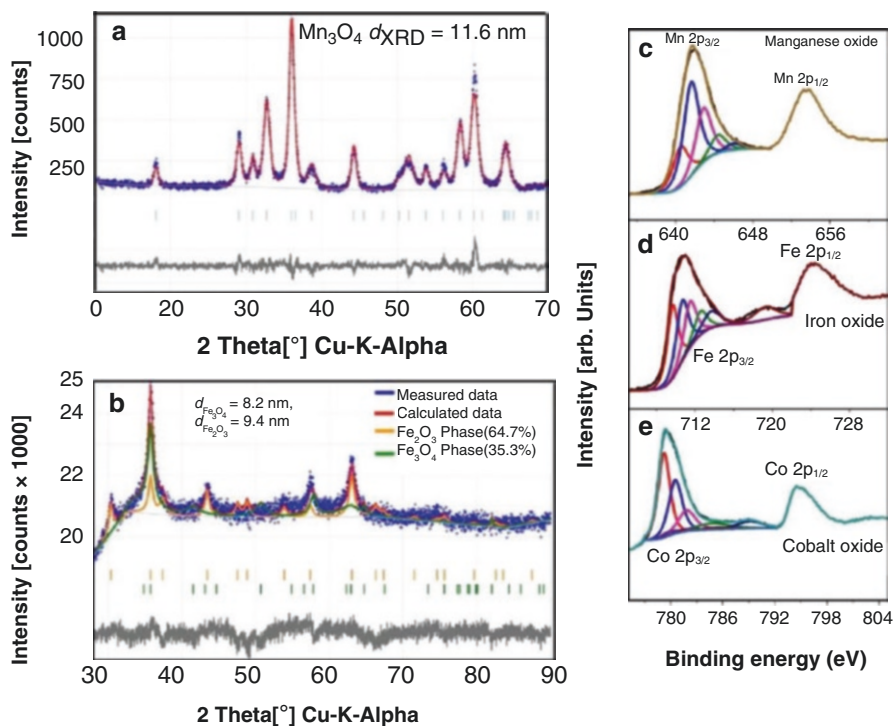 a
Mn₃O₄ dXRD = 11.6 nm
Intensity [counts]
1000
750
500
250
0 10 20 30 40 50 60 70
2 Theta[°] Cu-K-Alpha
b
dFe₃O₄ = 8.2 nm,
dFe₂O₃ = 9.4 nm
Measured data
Calculated data
Fe₂O₃ Phase(64.7%)
Fe₃O₄ Phase(35.3%)
Intensity [counts × 1000]
25
24
22
20
30 40 50 60 70 80 90
2 Theta[°] Cu-K-Alpha
Intensity [arb. Units]
c
Mn 2p3/2
Manganese oxide
Mn 2p1/2
640 648 656
d
Fe 2p1/2
Iron oxide
Fe 2p3/2
712 720 728
e
Co 2p1/2
Co 2p3/2
Cobalt oxide
780 786 792 798 804
Binding energy (eV)